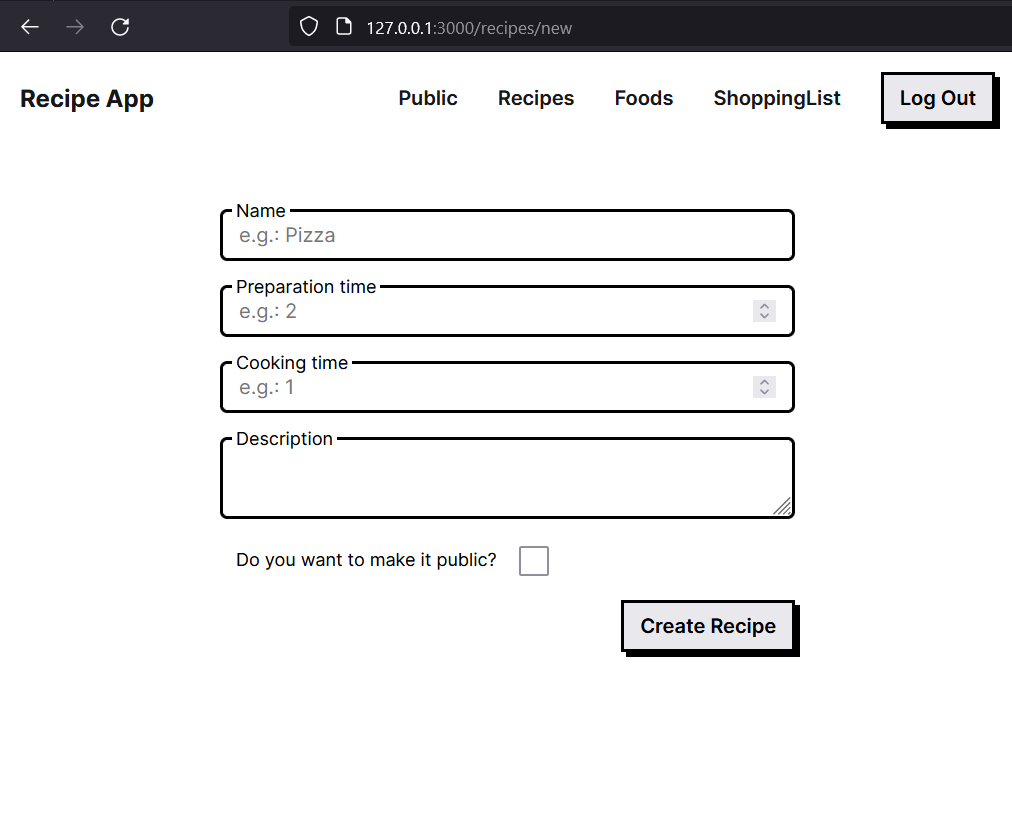 127.0.0.1:3000/recipes/new
Recipe App Public Recipes Foods ShoppingList Log Out
Name
e.g.: Pizza
Preparation time
e.g.: 2
Cooking time
e.g.: 1
Description
Do you want to make it public?
Create Recipe